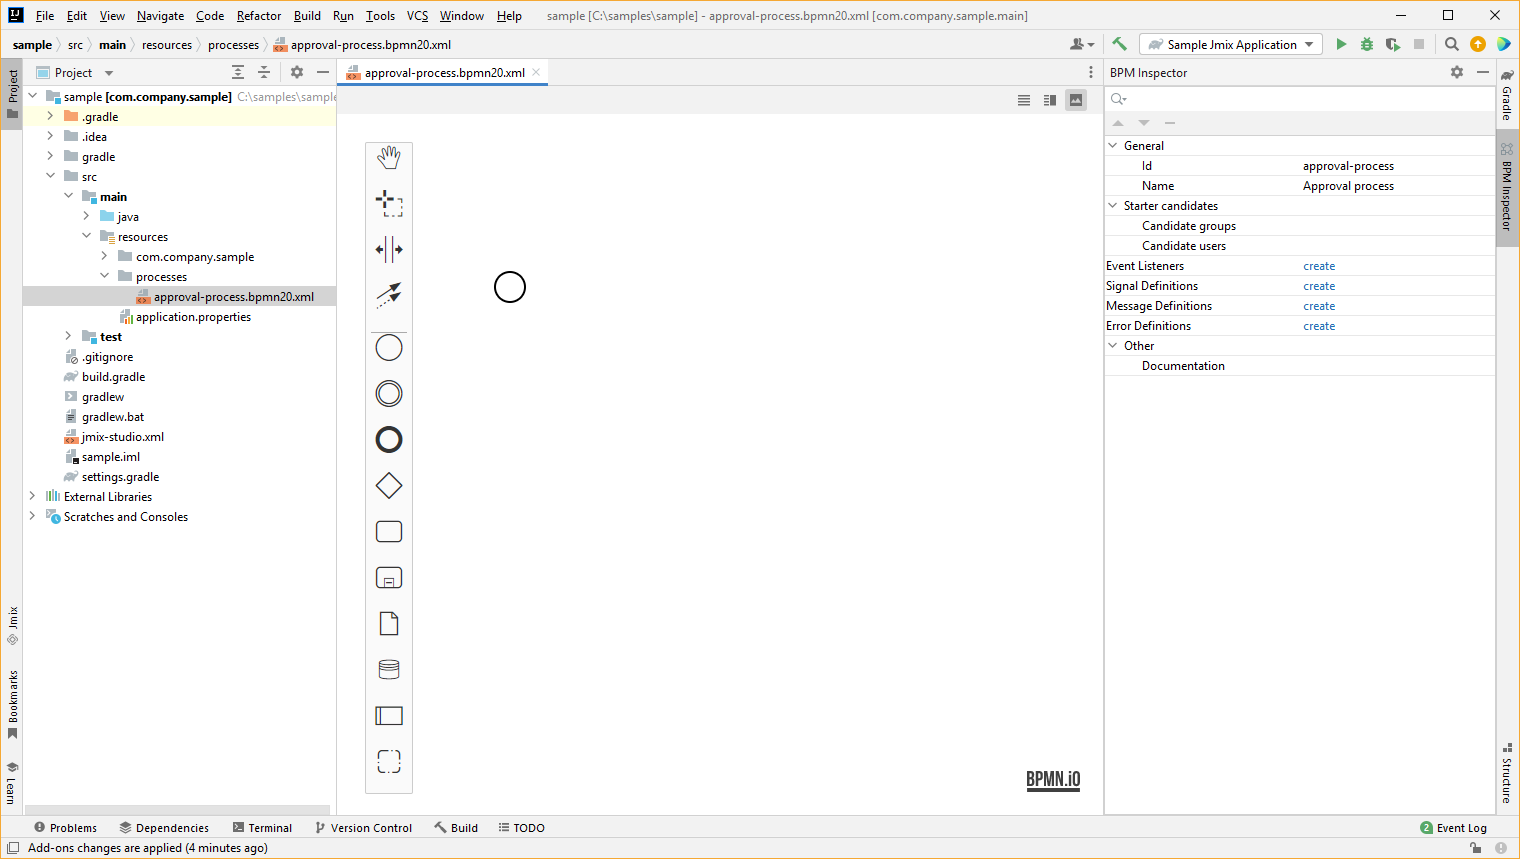 File Edit View Navigate Code Refactor Build Run Tools VCS Window Help sample [C:\samples\sample] - approval-process.bpmn20.xml [com.company.sample.main]
sample src main resources processes approval-process.bpmn20.xml Sample Jmix Application
Project
approval-process.bpmn20.xml
BPM Inspector
sample [com.company.sample] C:\samples\sample
.gradle
.idea
gradle
src
main
java
resources
com.company.sample
processes
approval-process.bpmn20.xml
application.properties
test
.gitignore
build.gradle
gradlew
gradlew.bat
jmix-studio.xml
sample.iml
settings.gradle
External Libraries
Scratches and Consoles
Project
Jmix
Bookmarks
Learn
BPMN.iO
General
Id approval-process
Name Approval process
Starter candidates
Candidate groups
Candidate users
Event Listeners create
Signal Definitions create
Message Definitions create
Error Definitions create
Other
Documentation
Gradle
BPM Inspector
Structure
Problems Dependencies Terminal Version Control Build TODO 2 Event Log
Add-ons changes are applied (4 minutes ago)